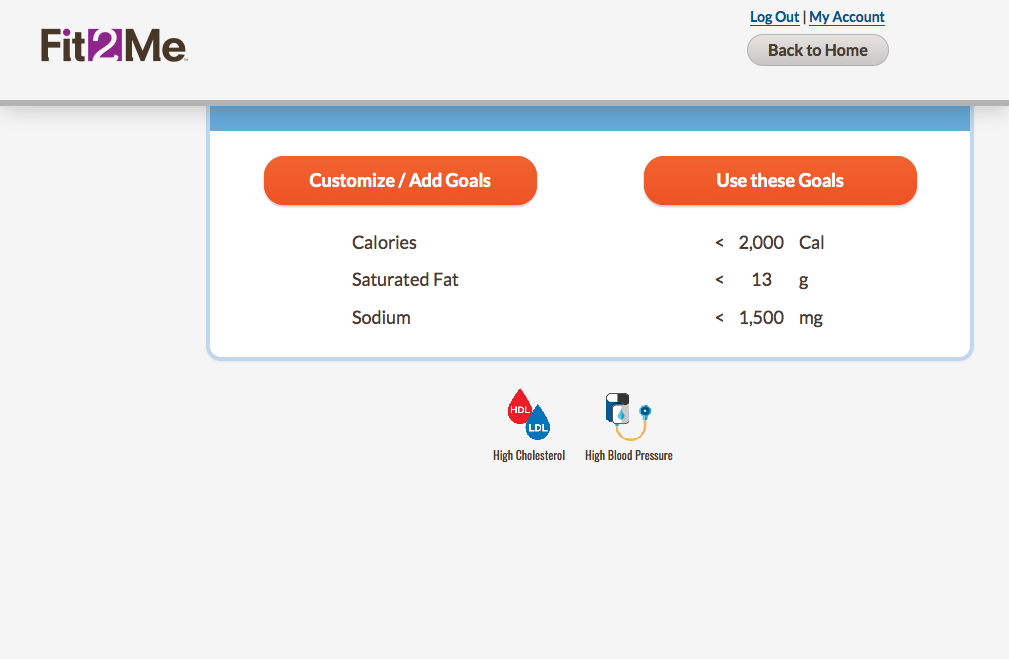 Log Out | My Account
Fit2Me™
Back to Home
Customize / Add Goals
Use these Goals
Calories < 2,000 Cal
Saturated Fat < 13 g
Sodium < 1,500 mg
HDL
LDL
High Cholesterol
High Blood Pressure